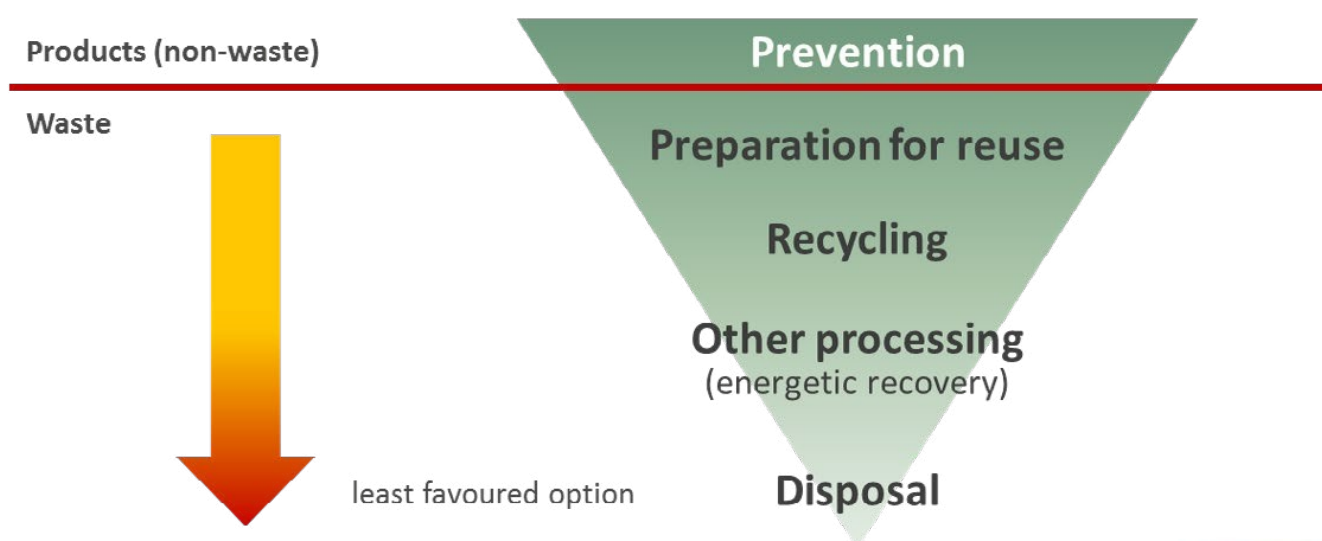 Products (non-waste)
Prevention
Waste
Preparation for reuse
Recycling
Other processing
(energetic recovery)
least favoured option
Disposal